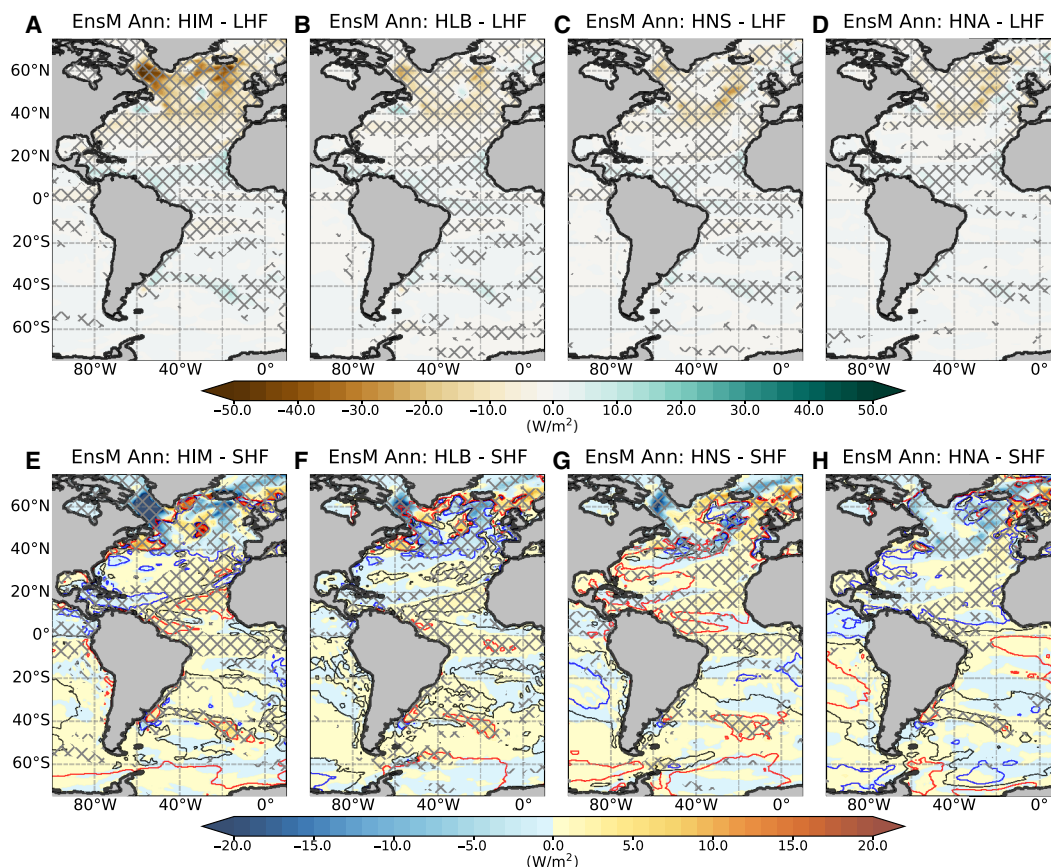 EnsM Ann: HIM - LHF EnsM Ann: HLB - LHF EnsM Ann: HNS - LHF EnsM Ann: HNA - LHF
A B C D
60°N
40°N
20°N
0°
20°S
40°S
60°S
80°W 40°W 0° 80°W 40°W 0° 80°W 40°W 0° 80°W 40°W 0°
−50.0 −40.0 −30.0 −20.0 −10.0 0.0 10.0 20.0 30.0 40.0 50.0
(W/m²)
EnsM Ann: HIM - SHF EnsM Ann: HLB - SHF EnsM Ann: HNS - SHF EnsM Ann: HNA - SHF
E F G H
60°N
40°N
20°N
0°
20°S
40°S
60°S
80°W 40°W 0° 80°W 40°W 0° 80°W 40°W 0° 80°W 40°W 0°
−20.0 −15.0 −10.0 −5.0 0.0 5.0 10.0 15.0 20.0
(W/m²)